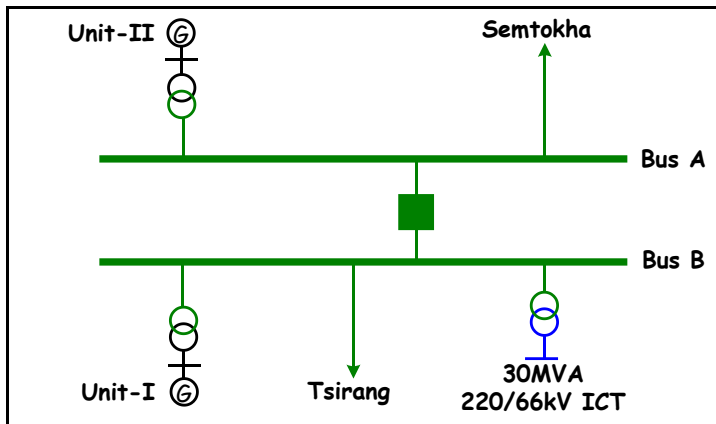 Unit-II
G
Semtokha
Bus A
Bus B
Unit-I
G
Tsirang
30MVA
220/66kV ICT